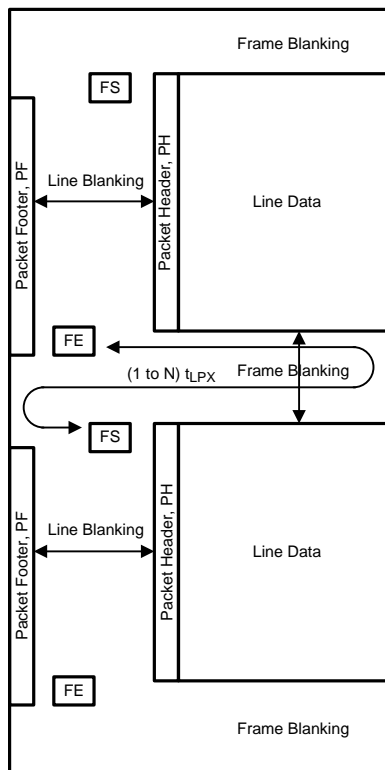 Frame Blanking
FS
Packet Footer, PF
Line Blanking
Packet Header, PH
Line Data
FE
(1 to N) tLPX
Frame Blanking
FS
Packet Footer, PF
Line Blanking
Packet Header, PH
Line Data
FE
Frame Blanking